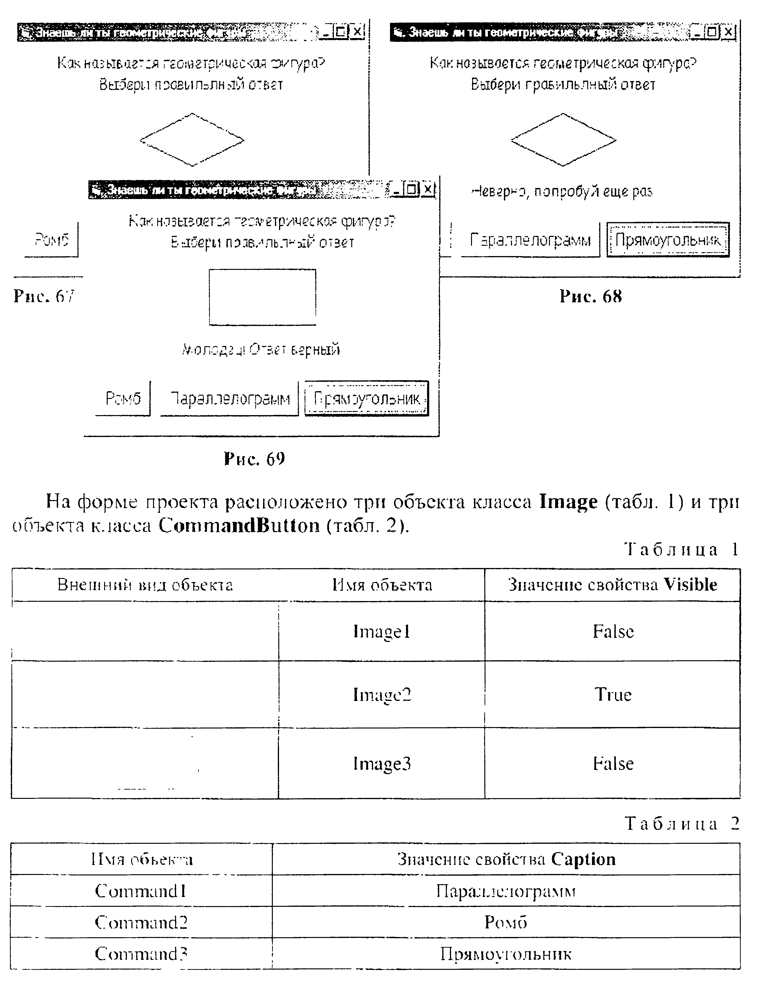 Знаешь ли ты геометрические фигуры
Как называется геометрическая фигура?
Выбери правильлный ответ
Ромб
Рис. 67
Знаешь ли ты геометрические фигуры
Как называется геометрическая фигура?
Выбери правильлный ответ
Неверно, попробуй еще раз
Параллелограмм
Прямоугольник
Рис. 68
Знаешь ли ты геометрические фигуры
Как называется геометрическая фигура?
Выбери правильлный ответ
Молодец! Ответ верный
Ромб
Параллелограмм
Прямоугольник
Рис. 69
На форме проекта расположено три объекта класса Image (табл. 1) и три
объекта класса CommandButton (табл. 2).
Таблица 1
Внешний вид объекта Имя объекта Значение свойства Visible
Image1 False
Image2 True
Image3 False
Таблица 2
Имя объекта Значение свойства Caption
Command1 Параллелограмм
Command2 Ромб
Command3 Прямоугольник